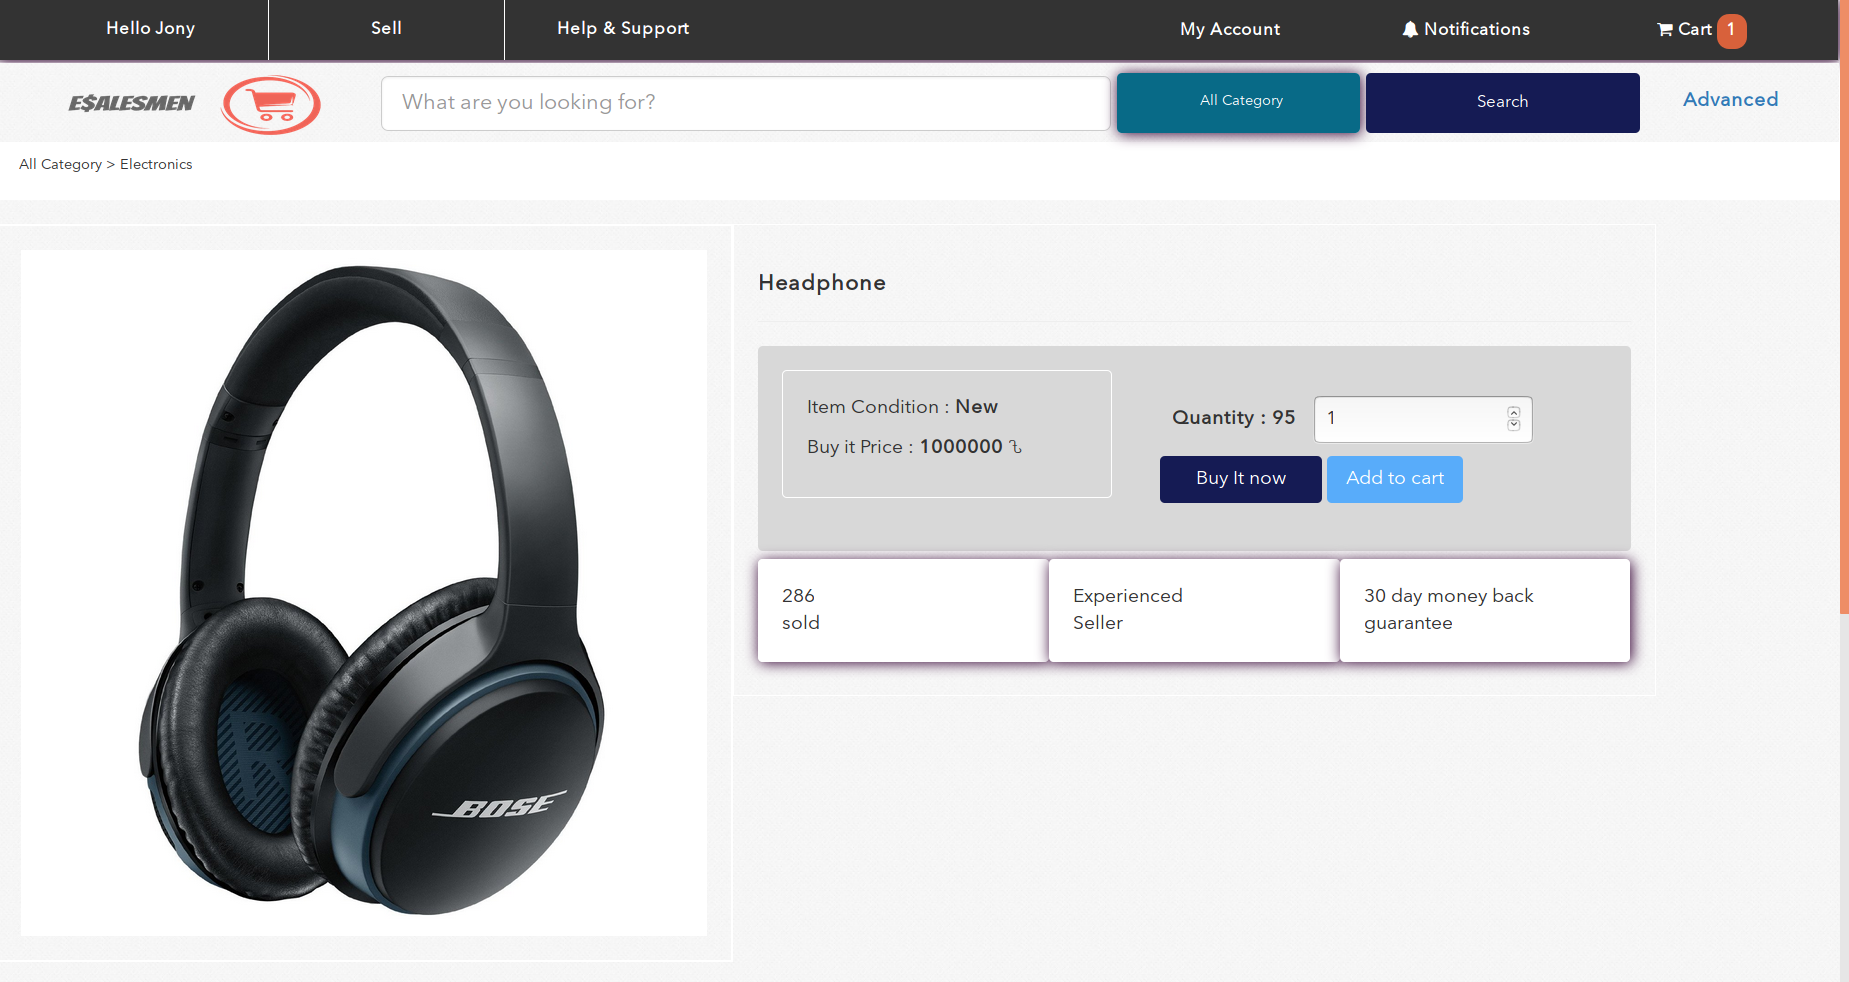 Hello Jony
Sell
Help & Support
My Account
Notifications
Cart 1
E$ALESMEN
What are you looking for?
All Category
Search
Advanced
All Category > Electronics
Headphone
Item Condition : New
Buy it Price : 1000000 ৳
Quantity : 95
1
Buy It now
Add to cart
286
sold
Experienced
Seller
30 day money back
guarantee
R
BOSE